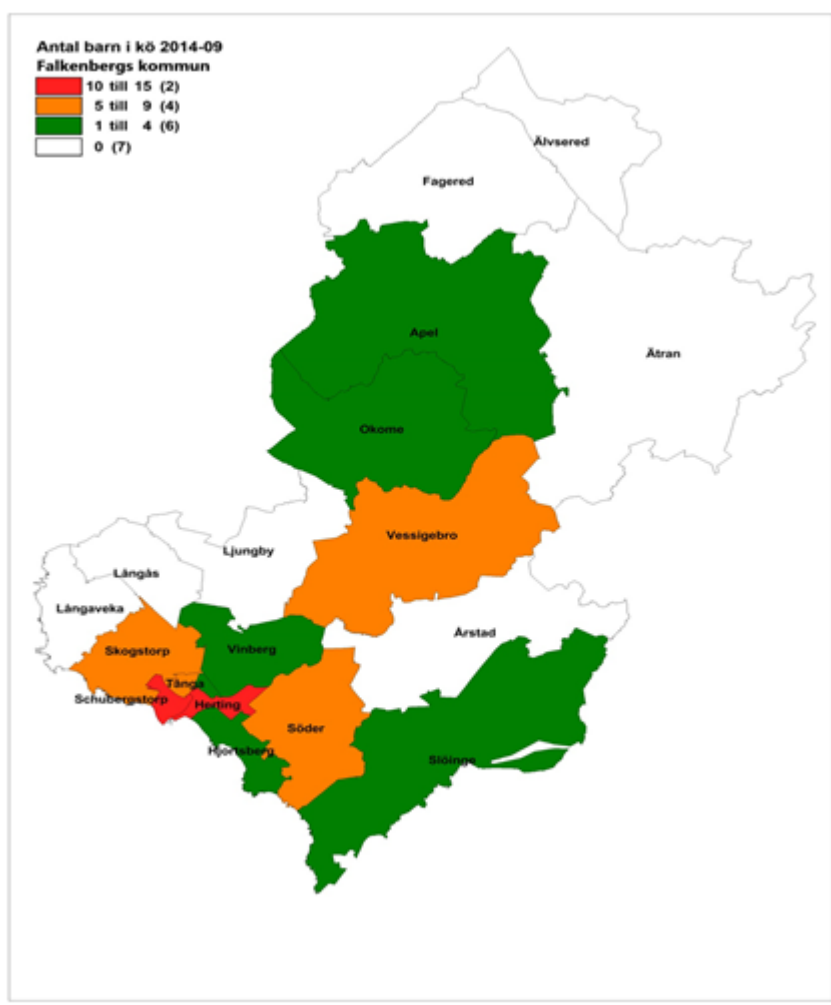 Antal barn i kö 2014-09
Falkenbergs kommun
10 till 15 (2)
5 till 9 (4)
1 till 4 (6)
0 (7)
Älvsered
Fagered
Apel
Ätran
Okome
Vessigebro
Ljungby
Långås
Långaveka
Årstad
Skogstorp
Vinberg
Tånga
Schubergstorp
Herting
Söder
Hjortsberg
Slöinge